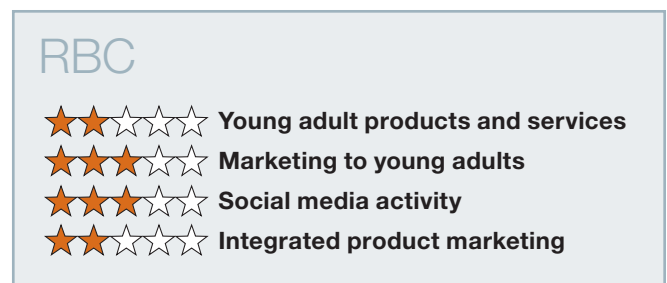 RBC
Young adult products and services
Marketing to young adults
Social media activity
Integrated product marketing